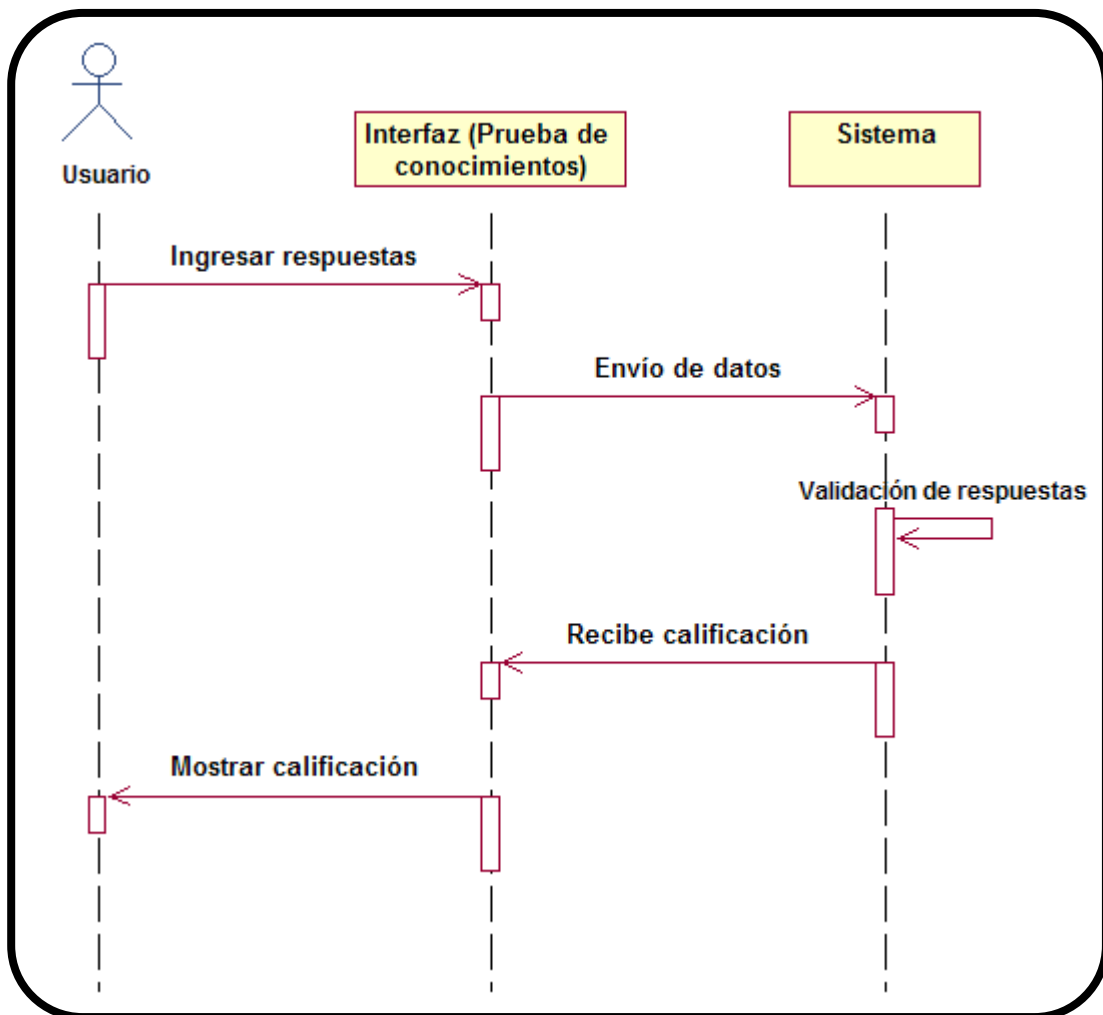 Usuario
Interfaz (Prueba de
conocimientos)
Sistema
Ingresar respuestas
Envío de datos
Validación de respuestas
Recibe calificación
Mostrar calificación